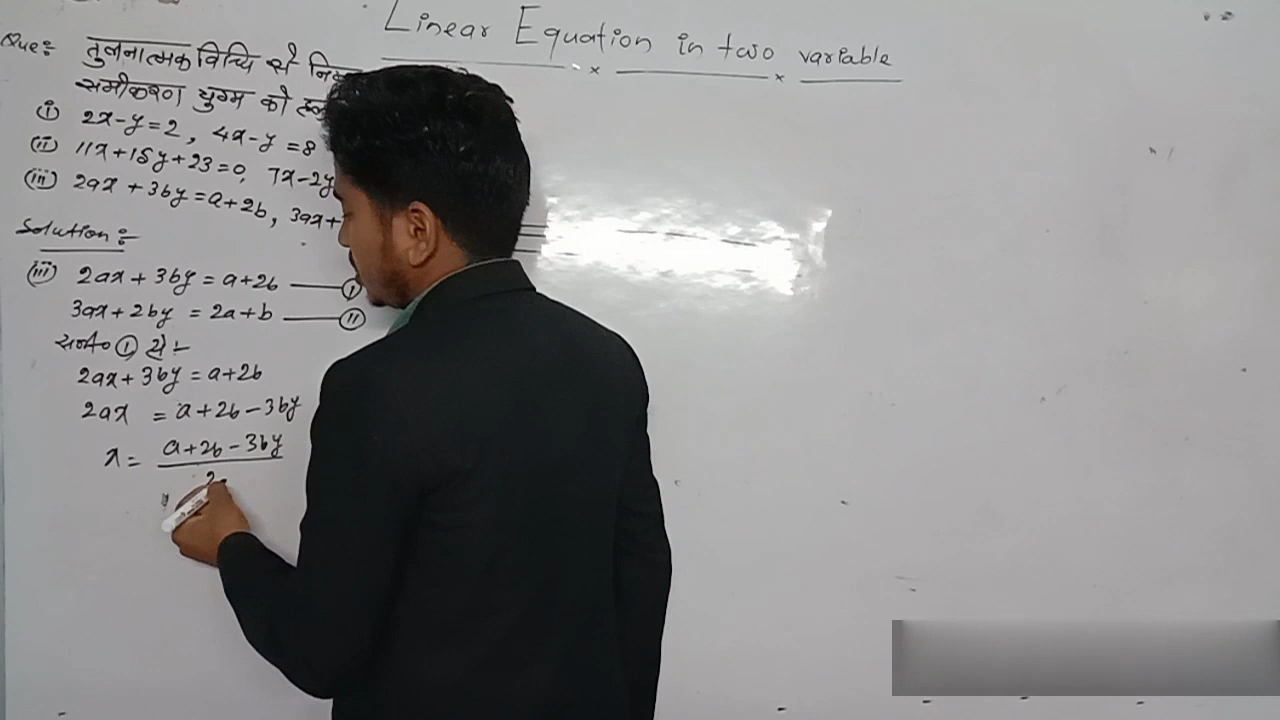 Linear Equation in two variable
Que:- तुलनात्मक विधि से
समीकरण युग्म को
(i) 2x-y=2, 4x-y=8
(ii) 11x+15y+23=0, 7x-2y
(iii) 2ax+3by=a+2b, 3ax+
Solution:-
(iii) 2ax+3by=a+2b —— (I)
3ax+2by=2a+b —— (II)
(I) से:-
2ax+3by=a+2b
2ax = a+2b-3by
x = a+2b-3by
2